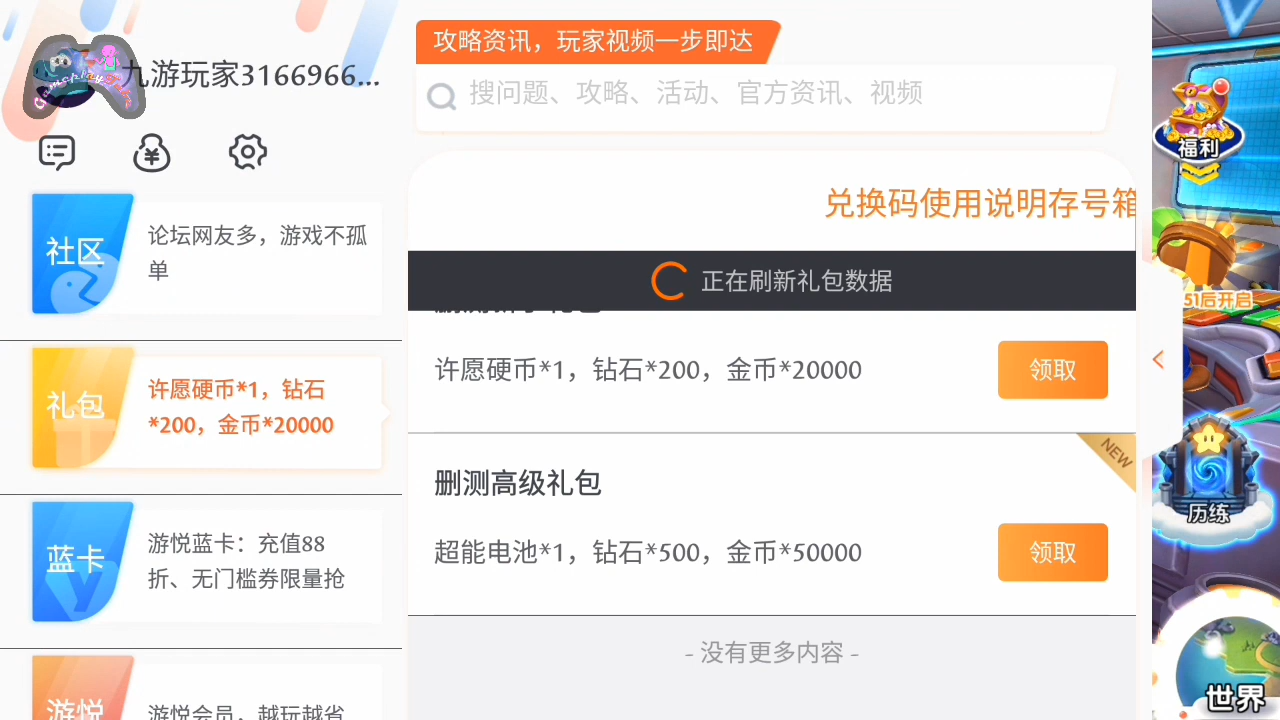 九游玩家3166966...
社区
论坛网友多，游戏不孤
单
礼包
许愿硬币*1，钻石
*200，金币*20000
蓝卡
游悦蓝卡：充值88
折、无门槛券限量抢
游悦
游悦会员，越玩越省
攻略资讯，玩家视频一步即达
搜问题、攻略、活动、官方资讯、视频
兑换码使用说明存号箱
正在刷新礼包数据
许愿硬币*1，钻石*200，金币*20000
领取
NEW
删测高级礼包
超能电池*1，钻石*500，金币*50000
领取
- 没有更多内容 -
福利
51后开启
历练
世界